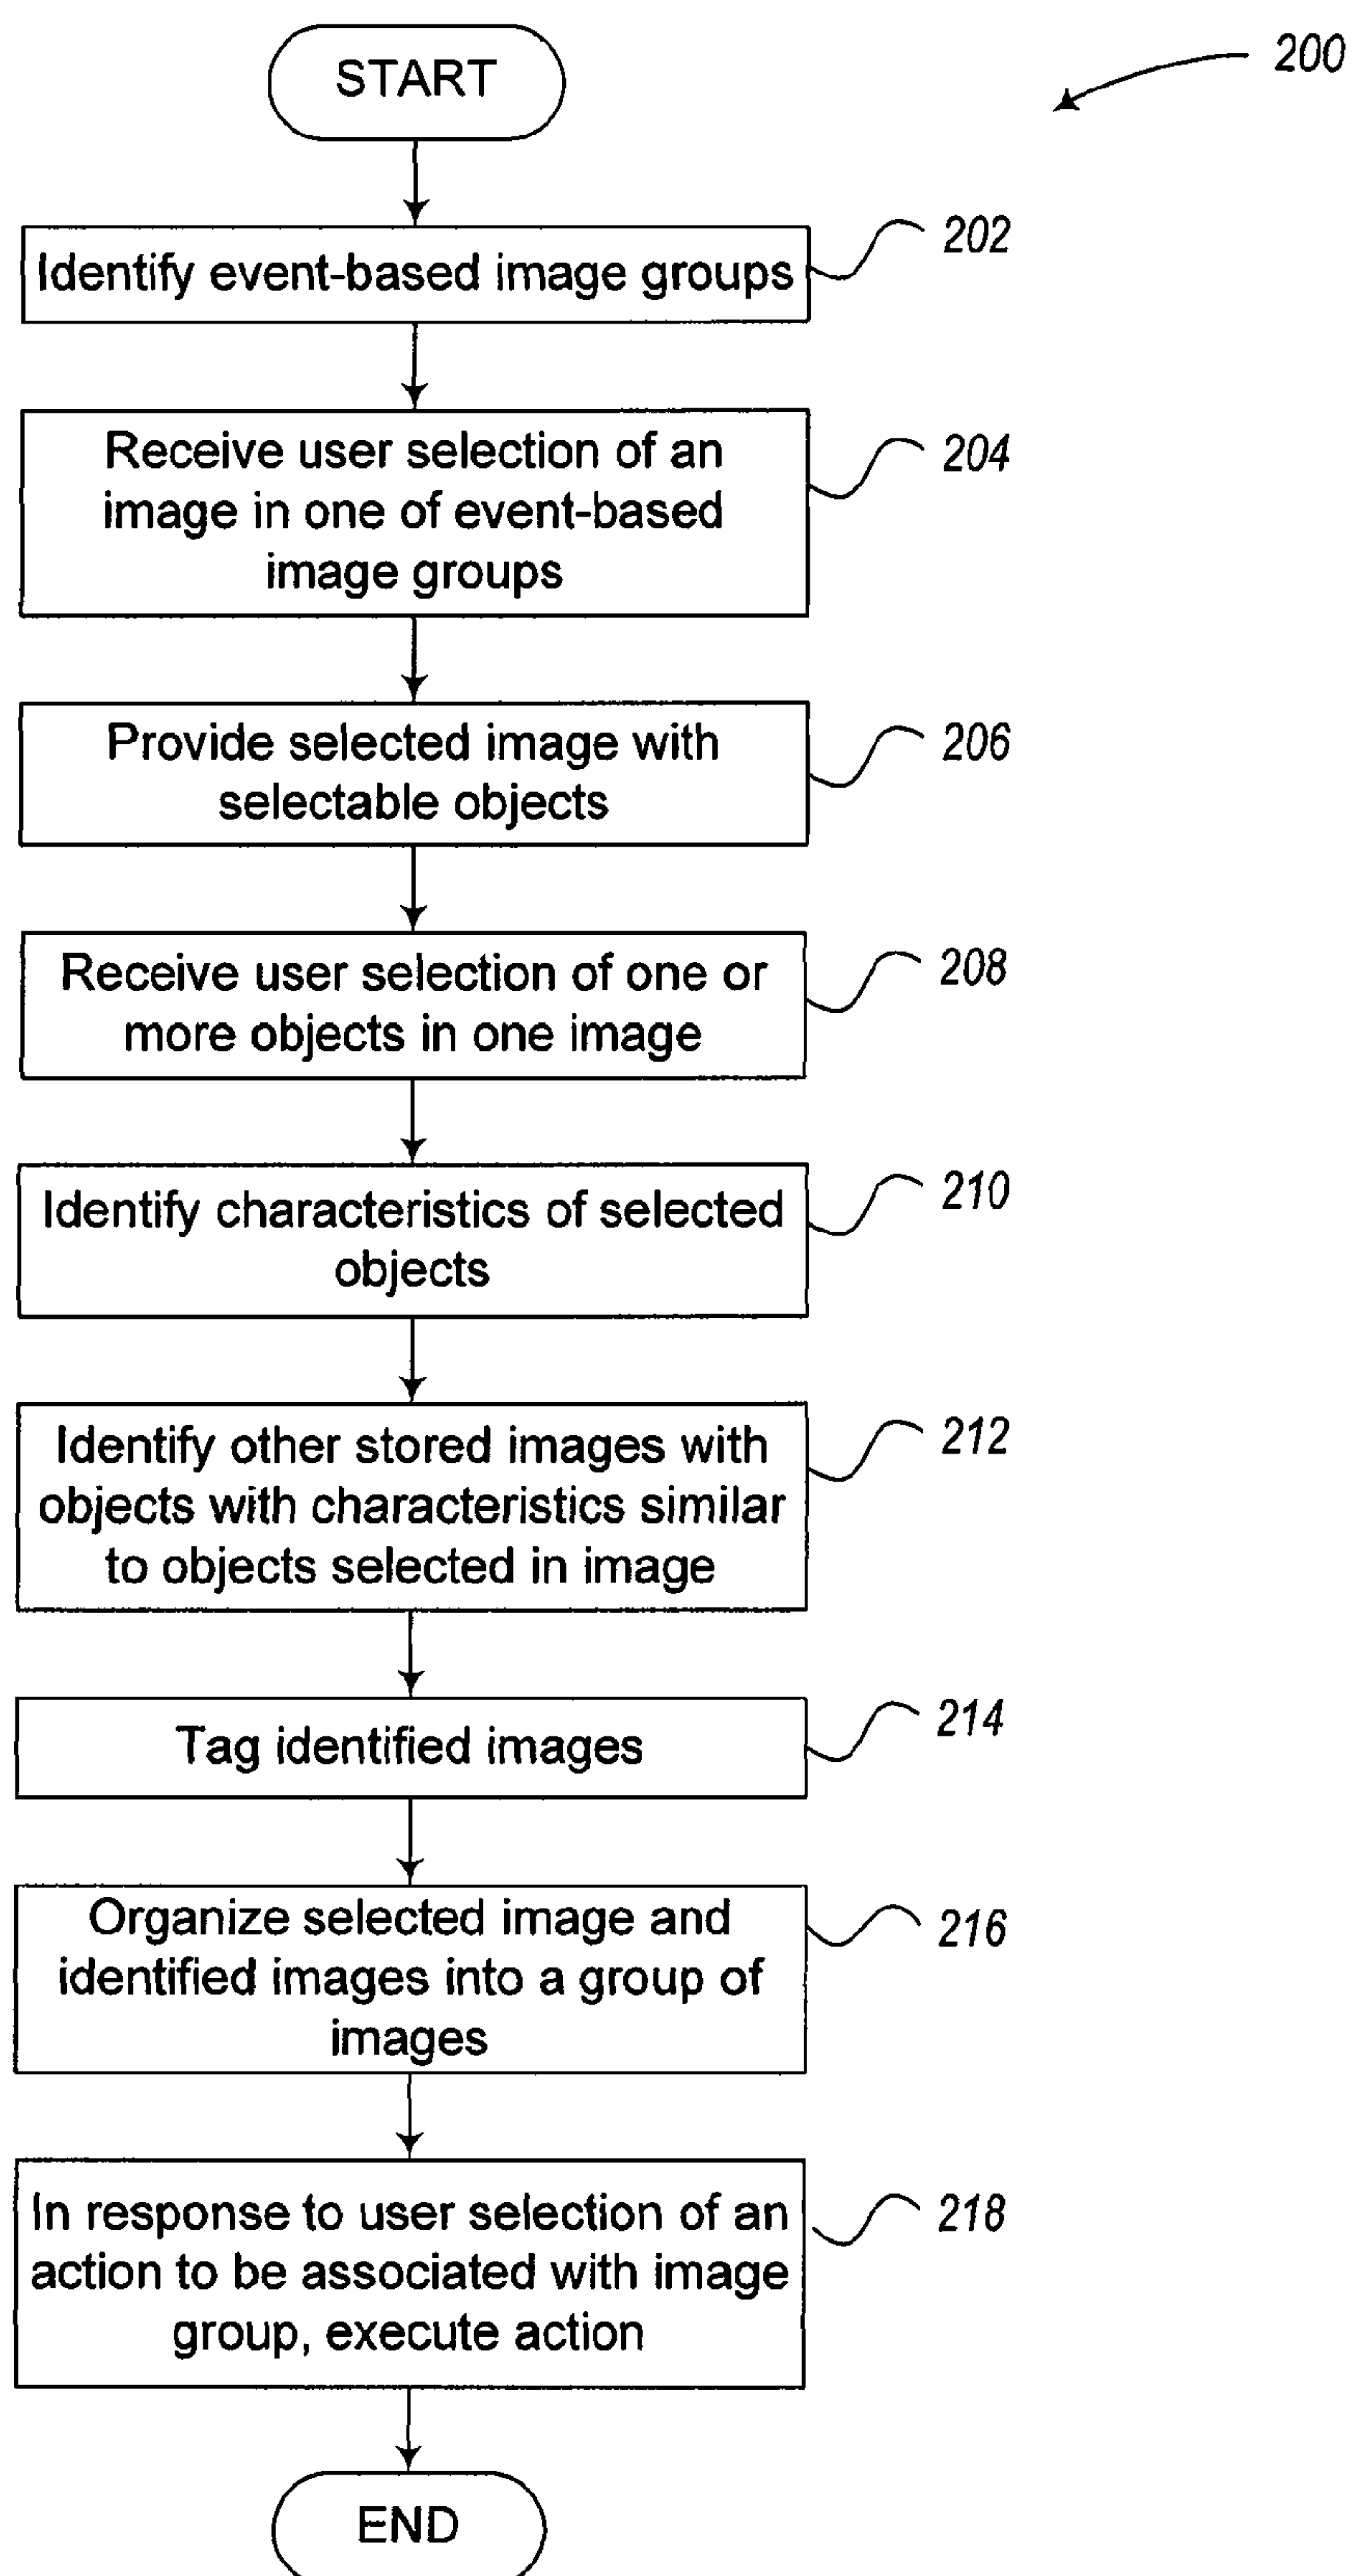 START
200
Identify event-based image groups
202
Receive user selection of an
image in one of event-based
image groups
204
Provide selected image with
selectable objects
206
Receive user selection of one or
more objects in one image
208
Identify characteristics of selected
objects
210
Identify other stored images with
objects with characteristics similar
to objects selected in image
212
Tag identified images
214
Organize selected image and
identified images into a group of
images
216
In response to user selection of an
action to be associated with image
group, execute action
218
END